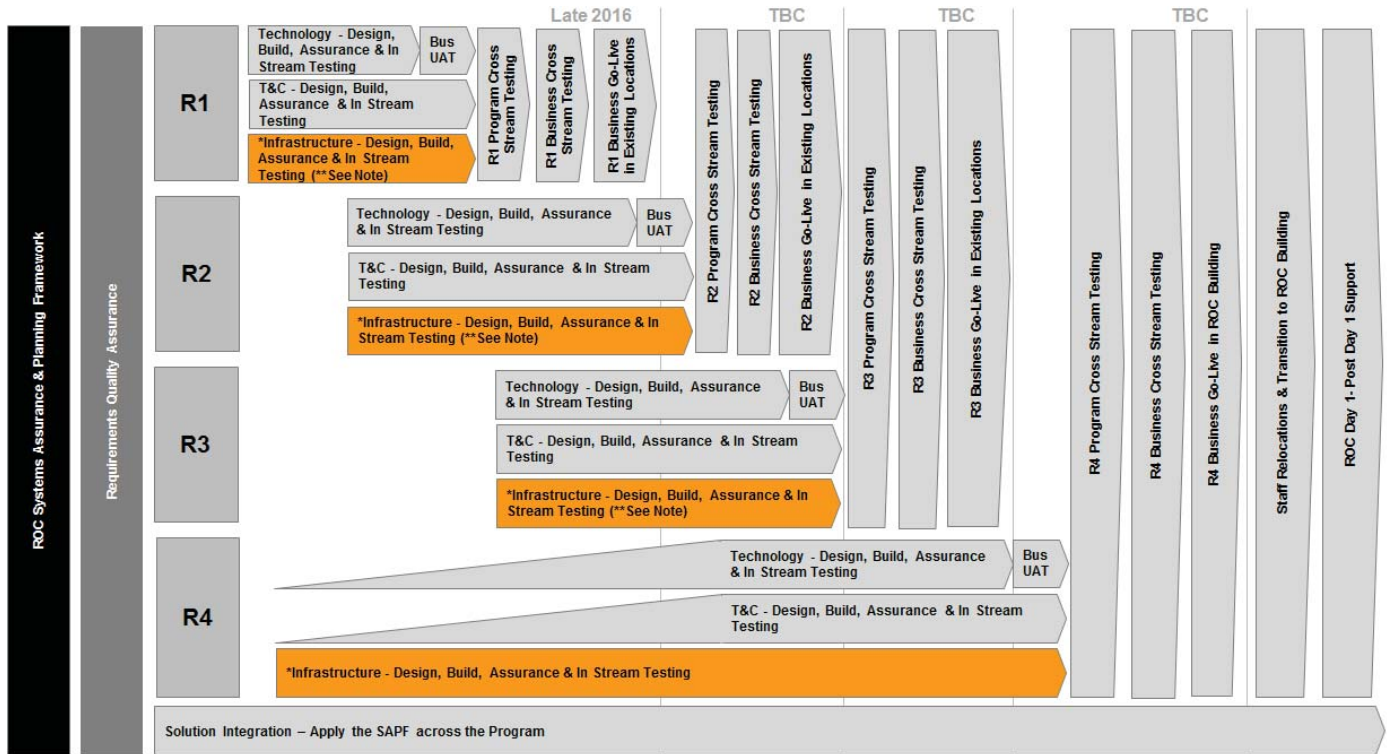 Late 2016
TBC
TBC
TBC
ROC Systems Assurance & Planning Framework
Requirements Quality Assurance
R1
Technology - Design,
Build, Assurance & In
Stream Testing
Bus
UAT
T&C - Design, Build,
Assurance & In Stream
Testing
*Infrastructure - Design, Build,
Assurance & In Stream
Testing (**See Note)
R1 Program Cross
Stream Testing
R1 Business Cross
Stream Testing
R1 Business Go-Live
in Existing Locations
R2
Technology - Design, Build, Assurance
& In Stream Testing
Bus
UAT
T&C - Design, Build, Assurance & In Stream
Testing
*Infrastructure - Design, Build, Assurance & In
Stream Testing (**See Note)
R2 Program Cross Stream Testing
R2 Business Cross Stream Testing
R2 Business Go-Live in Existing Locations
R3
Technology - Design, Build, Assurance
& In Stream Testing
Bus
UAT
T&C - Design, Build, Assurance & In Stream
Testing
*Infrastructure - Design, Build, Assurance & In
Stream Testing (**See Note)
R3 Program Cross Stream Testing
R3 Business Cross Stream Testing
R3 Business Go-Live in Existing Locations
R4
Technology - Design, Build, Assurance
& In Stream Testing
Bus
UAT
T&C - Design, Build, Assurance & In Stream
Testing
*Infrastructure - Design, Build, Assurance & In Stream Testing
R4 Program Cross Stream Testing
R4 Business Cross Stream Testing
R4 Business Go-Live in ROC Building
Staff Relocations & Transition to ROC Building
ROC Day 1- Post Day 1 Support
Solution Integration – Apply the SAPF across the Program